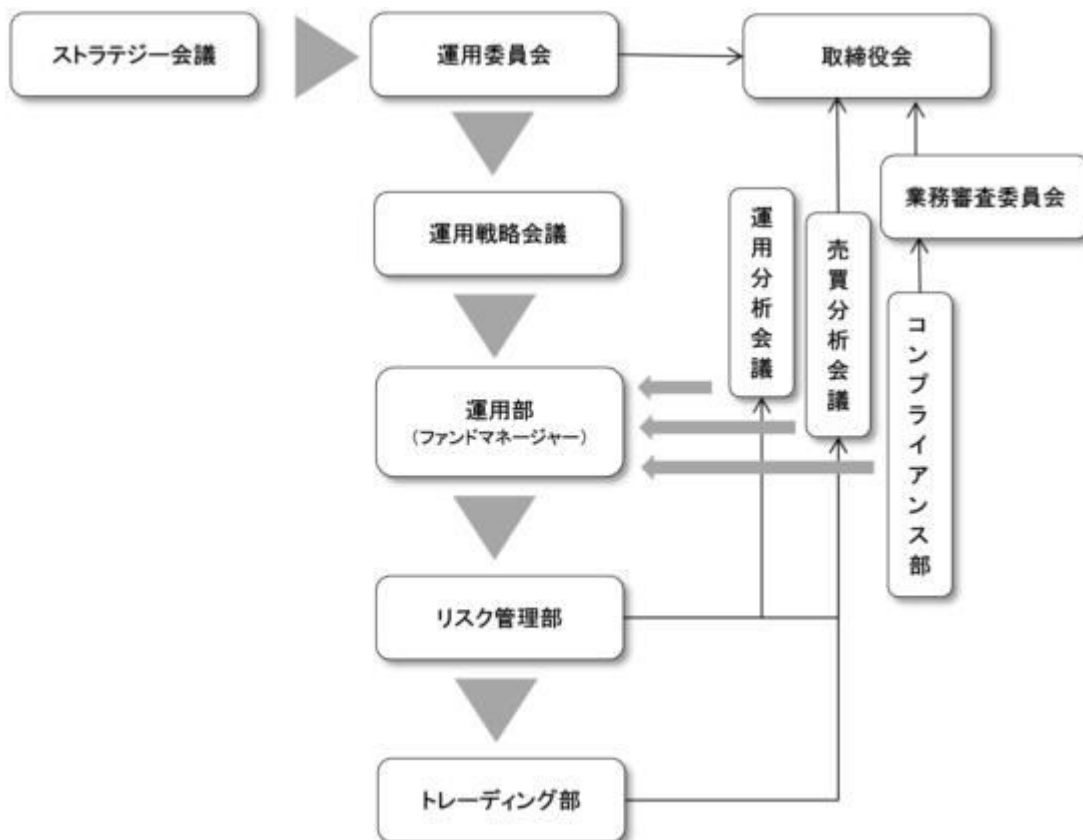 ストラテジー会議
運用委員会
取締役会
業務審査委員会
運用戦略会議
運用分析会議
売買分析会議
コンプライアンス部
運用部
（ファンドマネージャー）
リスク管理部
トレーディング部